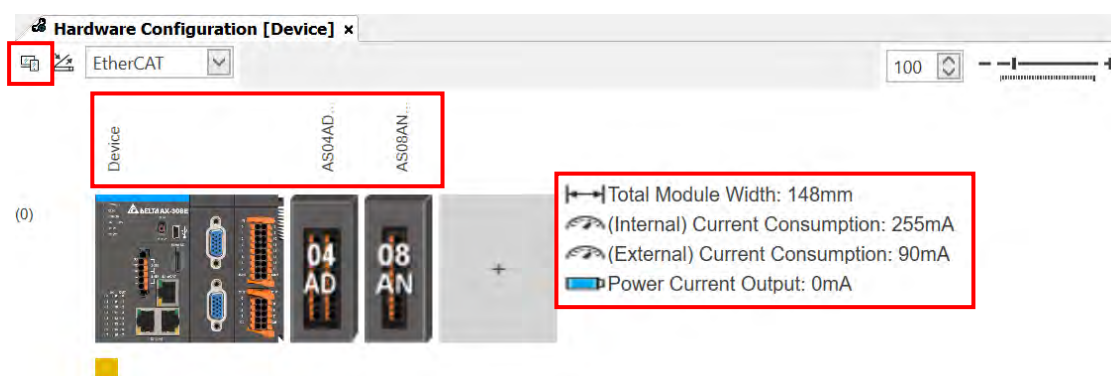 Hardware Configuration [Device] ×
EtherCAT
100
Device
AS04AD...
AS08AN...
(0)
04
AD
08
AN
+
Total Module Width: 148mm
(Internal) Current Consumption: 255mA
(External) Current Consumption: 90mA
Power Current Output: 0mA